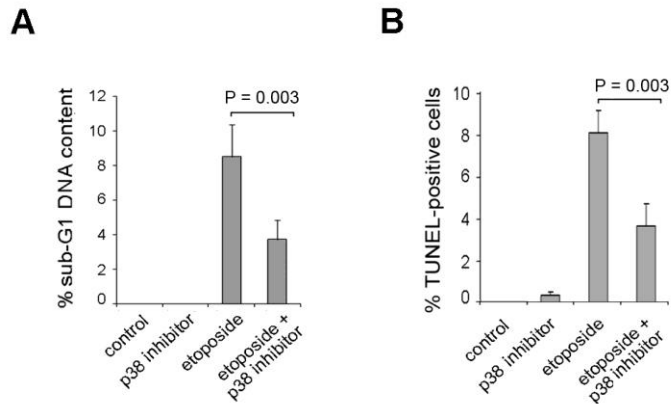 A
% sub-G1 DNA content
12
10
8
6
4
2
0
P = 0.003
control
p38 inhibitor
etoposide
etoposide +
p38 inhibitor
B
% TUNEL-positive cells
10
8
6
4
2
0
P = 0.003
control
p38 inhibitor
etoposide
etoposide +
p38 inhibitor